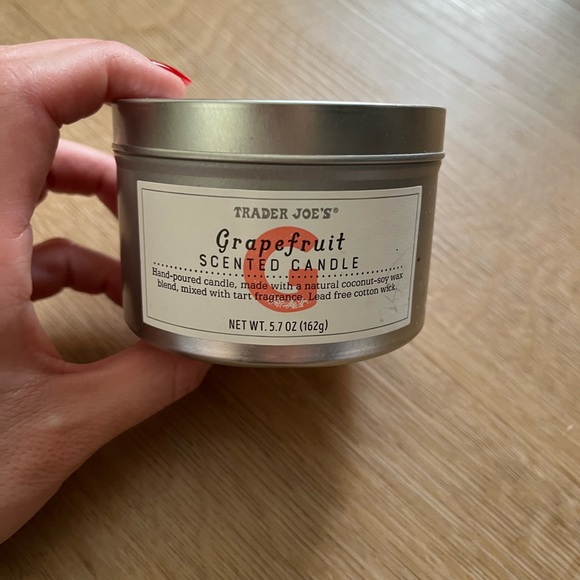 TRADER JOE'S®
Grapefruit
SCENTED CANDLE
G
Hand-poured candle, made with a natural coconut-soy wax
blend, mixed with tart fragrance. Lead free cotton wick.
NET WT. 5.7 OZ (162g)